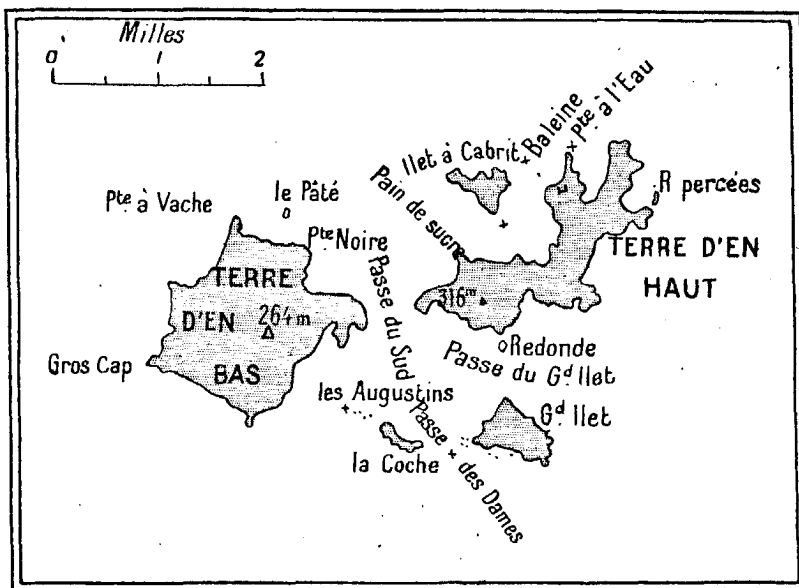 Milles
0 1 2
Baleine
Pte à l'Eau
Ilet à Cabrit
R percées
Pte à Vache
le Pâté
Pain de sucre
Pte Noire
TERRE D'EN
HAUT
TERRE
D'EN
BAS
264 m
316m
Passe du Sud
Redonde
Passe du Gd Ilet
Gros Cap
les Augustins
Gd Ilet
la Coche
Passe des Dames